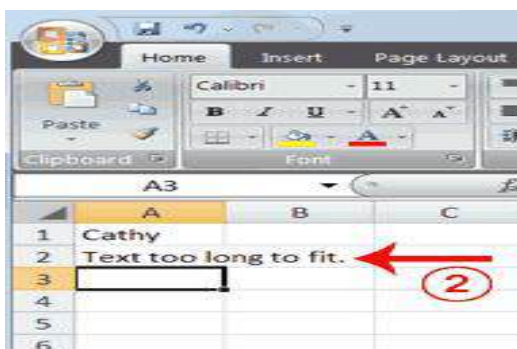 Home Insert Page Layout
Calibri 11
Paste B I U A A
A
Clipboard Font
A3
A B C
1 Cathy
2 Text too long to fit.
3 2
4
5
6